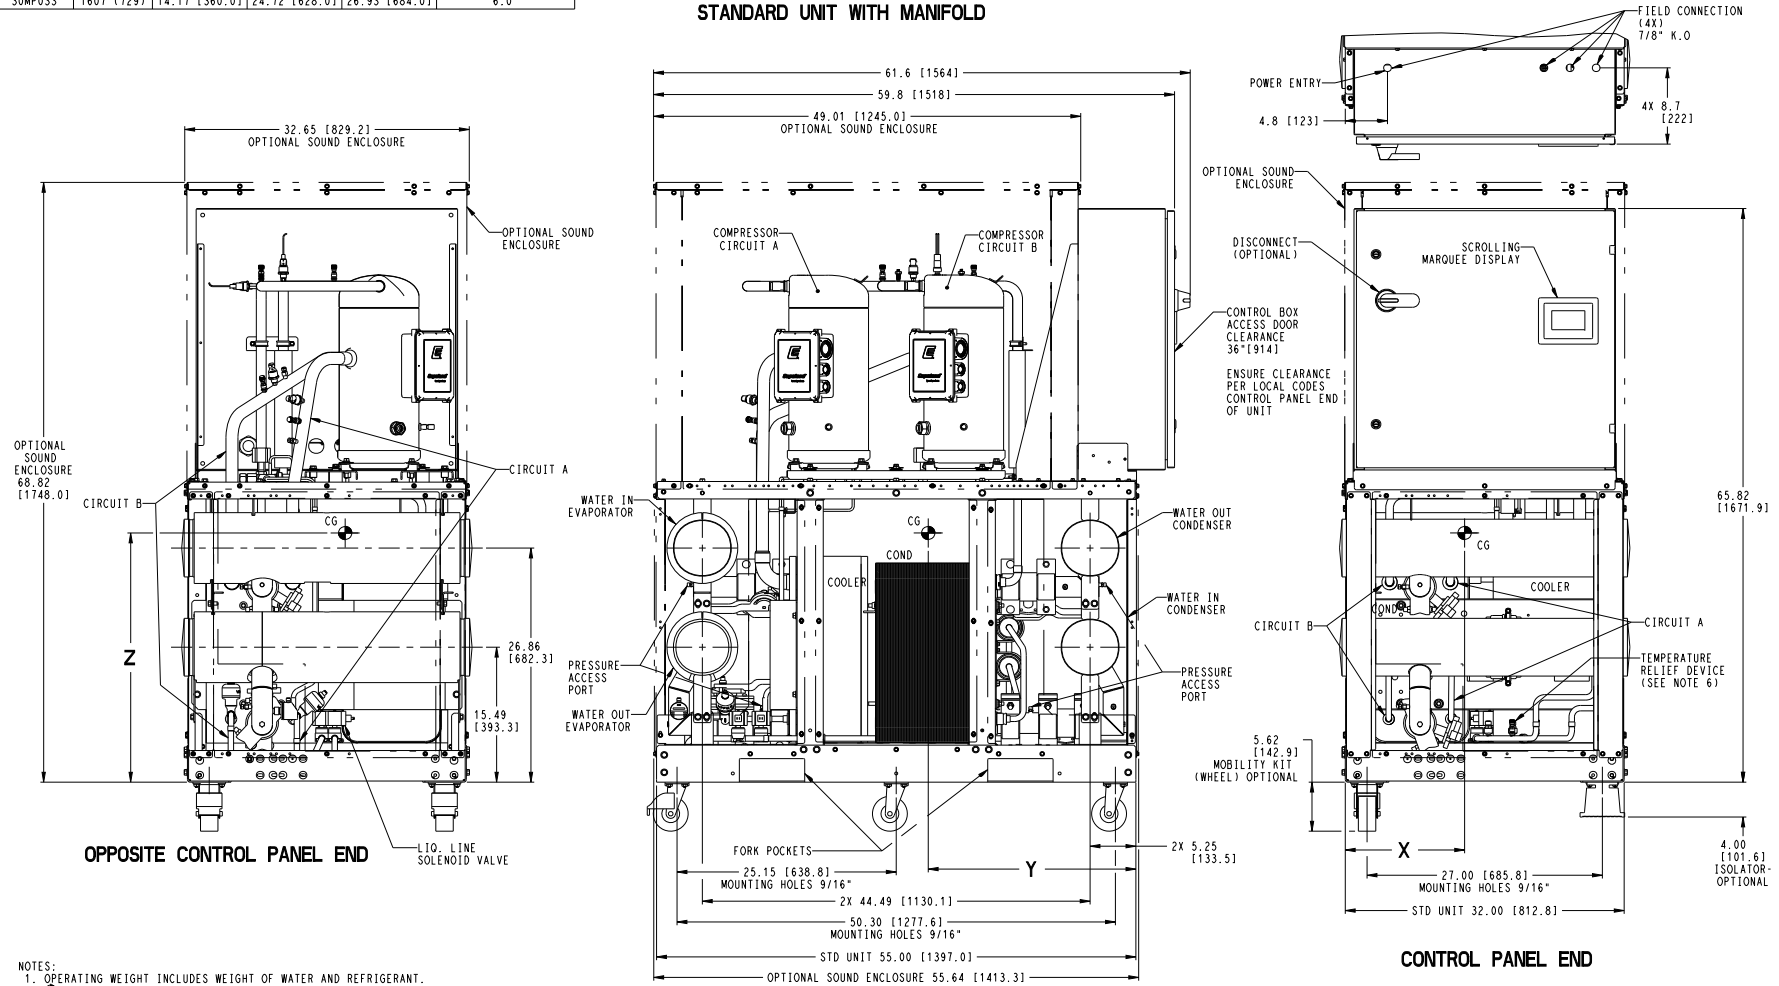 30MP033 1607 (729) 14.17 [360.0] 24.72 [628.0] 26.93 [684.0] 6.0
STANDARD UNIT WITH MANIFOLD
FIELD CONNECTION
(4X)
7/8" K.O
POWER ENTRY
4.8 [123]
4X 8.7
[222]
61.6 [1564]
59.8 [1518]
49.01 [1245.0]
OPTIONAL SOUND ENCLOSURE
32.65 [829.2]
OPTIONAL SOUND ENCLOSURE
OPTIONAL SOUND
ENCLOSURE
OPTIONAL
SOUND
ENCLOSURE
68.82
[1748.0]
CIRCUIT B
CIRCUIT A
CG
Z
26.86
[682.3]
15.49
[393.3]
LIQ. LINE
SOLENOID VALVE
OPPOSITE CONTROL PANEL END
COMPRESSOR
CIRCUIT A
COMPRESSOR
CIRCUIT B
CONTROL BOX
ACCESS DOOR
CLEARANCE
36"[914]
ENSURE CLEARANCE
PER LOCAL CODES
CONTROL PANEL END
OF UNIT
WATER IN
EVAPORATOR
WATER OUT
CONDENSER
CG
COND
COOLER
WATER IN
CONDENSER
PRESSURE
ACCESS
PORT
PRESSURE
ACCESS
PORT
WATER OUT
EVAPORATOR
FORK POCKETS
Y
2X 5.25
[133.5]
25.15 [638.8]
MOUNTING HOLES 9/16"
2X 44.49 [1130.1]
50.30 [1277.6]
MOUNTING HOLES 9/16"
STD UNIT 55.00 [1397.0]
OPTIONAL SOUND ENCLOSURE 55.64 [1413.3]
OPTIONAL SOUND
ENCLOSURE
DISCONNECT
(OPTIONAL)
SCROLLING
MARQUEE DISPLAY
65.82
[1671.9]
CG
COOLER
COND
CIRCUIT B
CIRCUIT A
TEMPERATURE
RELIEF DEVICE
(SEE NOTE 6)
5.62
[142.9]
MOBILITY KIT
(WHEEL) OPTIONAL
X
27.00 [685.8]
MOUNTING HOLES 9/16"
STD UNIT 32.00 [812.8]
4.00
[101.6]
ISOLATOR-
OPTIONAL
CONTROL PANEL END
NOTES:
1. OPERATING WEIGHT INCLUDES WEIGHT OF WATER AND REFRIGERANT.